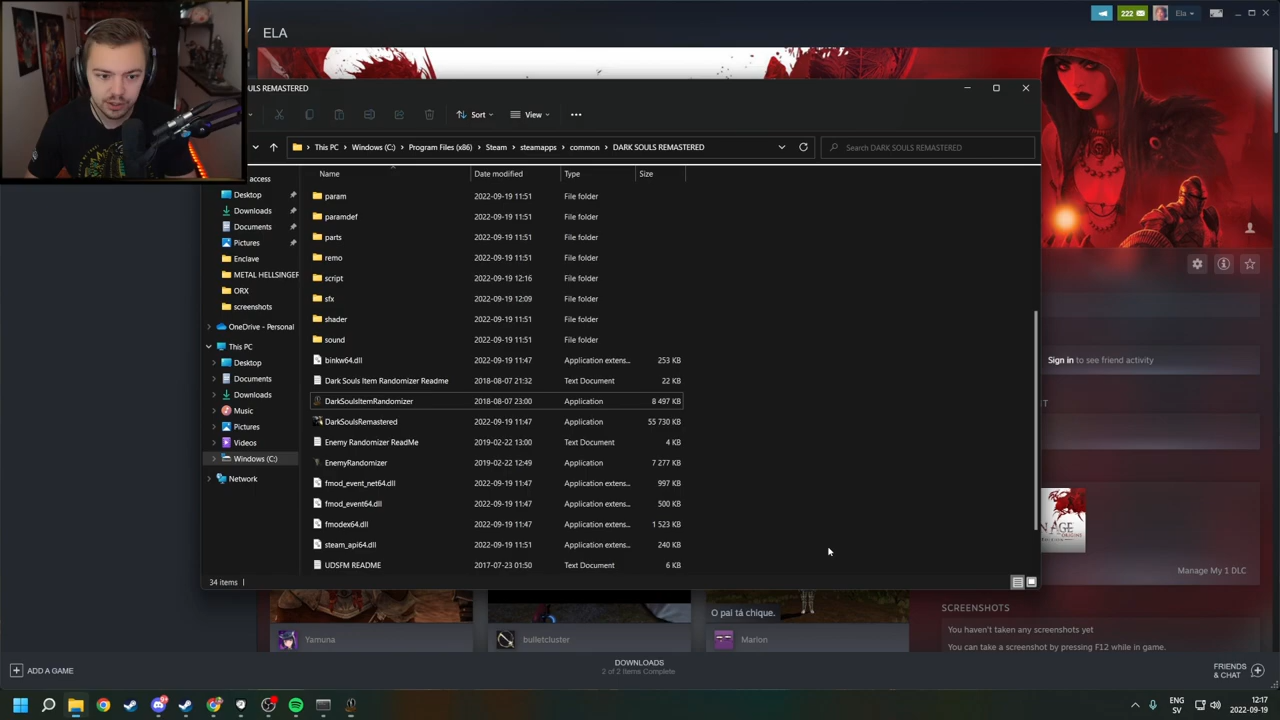 ELA
222
Ela
SOULS REMASTERED
Sort
View
This PC > Windows (C:) > Program Files (x86) > Steam > steamapps > common > DARK SOULS REMASTERED
Search DARK SOULS REMASTERED
Name
Date modified
Type
Size
access
Desktop
Downloads
Documents
Pictures
Enclave
METAL HELLSINGER
ORX
screenshots
OneDrive - Personal
This PC
Desktop
Documents
Downloads
Music
Pictures
Videos
Windows (C:)
Network
param 2022-09-19 11:51 File folder
paramdef 2022-09-19 11:51 File folder
parts 2022-09-19 11:51 File folder
remo 2022-09-19 11:51 File folder
script 2022-09-19 12:16 File folder
sfx 2022-09-19 12:09 File folder
shader 2022-09-19 11:51 File folder
sound 2022-09-19 11:51 File folder
binkw64.dll 2022-09-19 11:47 Application extens... 253 KB
Dark Souls Item Randomizer Readme 2018-08-07 21:32 Text Document 22 KB
DarkSoulsItemRandomizer 2018-08-07 23:00 Application 8 497 KB
DarkSoulsRemastered 2022-09-19 11:47 Application 55 730 KB
Enemy Randomizer ReadMe 2019-02-22 13:00 Text Document 4 KB
EnemyRandomizer 2019-02-22 12:49 Application 7 277 KB
fmod_event_net64.dll 2022-09-19 11:47 Application extens... 997 KB
fmod_event64.dll 2022-09-19 11:47 Application extens... 500 KB
fmodex64.dll 2022-09-19 11:47 Application extens... 1 523 KB
steam_api64.dll 2022-09-19 11:51 Application extens... 240 KB
UDSFM README 2017-07-23 01:50 Text Document 6 KB
34 items
Sign in to see friend activity
NT
N AGE
Manage My 1 DLC
SCREENSHOTS
You haven't taken any screenshots yet
You can take a screenshot by pressing F12 while in game.
O pai tá chique.
Yamuna
bulletcluster
Marion
ADD A GAME
DOWNLOADS
2 of 2 Items Complete
FRIENDS
& CHAT
ENG
SV
12:17
2022-09-19